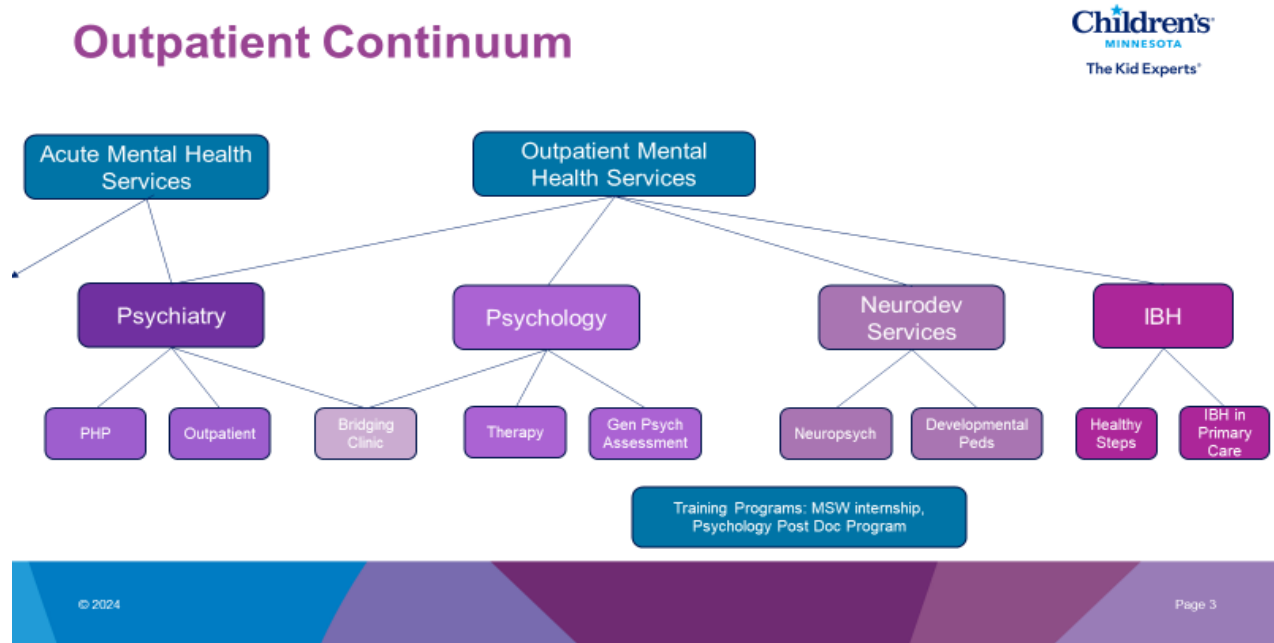 Outpatient Continuum
Children's
MINNESOTA
The Kid Experts®
Acute Mental Health
Services
Outpatient Mental
Health Services
Psychiatry
Psychology
Neurodev
Services
IBH
PHP
Outpatient
Bridging
Clinic
Therapy
Gen Psych
Assessment
Neuropsych
Developmental
Peds
Healthy
Steps
IBH in
Primary
Care
Training Programs: MSW internship,
Psychology Post Doc Program
© 2024
Page 3